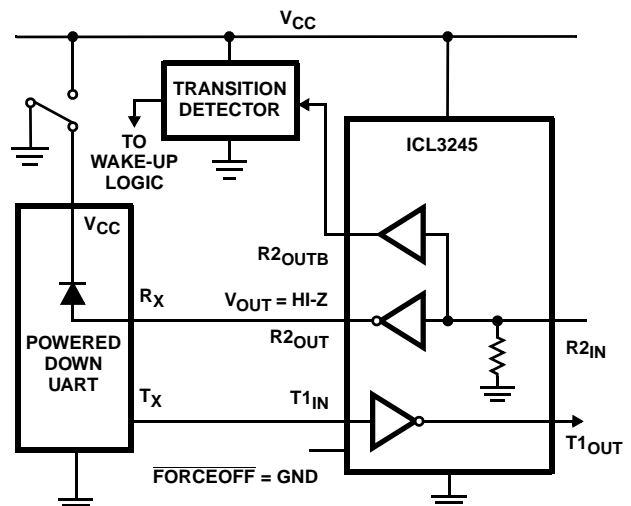 VCC
TRANSITION
DETECTOR
TO
WAKE-UP
LOGIC
ICL3245
VCC
R2OUTB
RX
VOUT = HI-Z
R2OUT
R2IN
POWERED
DOWN
UART
TX
T1IN
T1OUT
FORCEOFF = GND